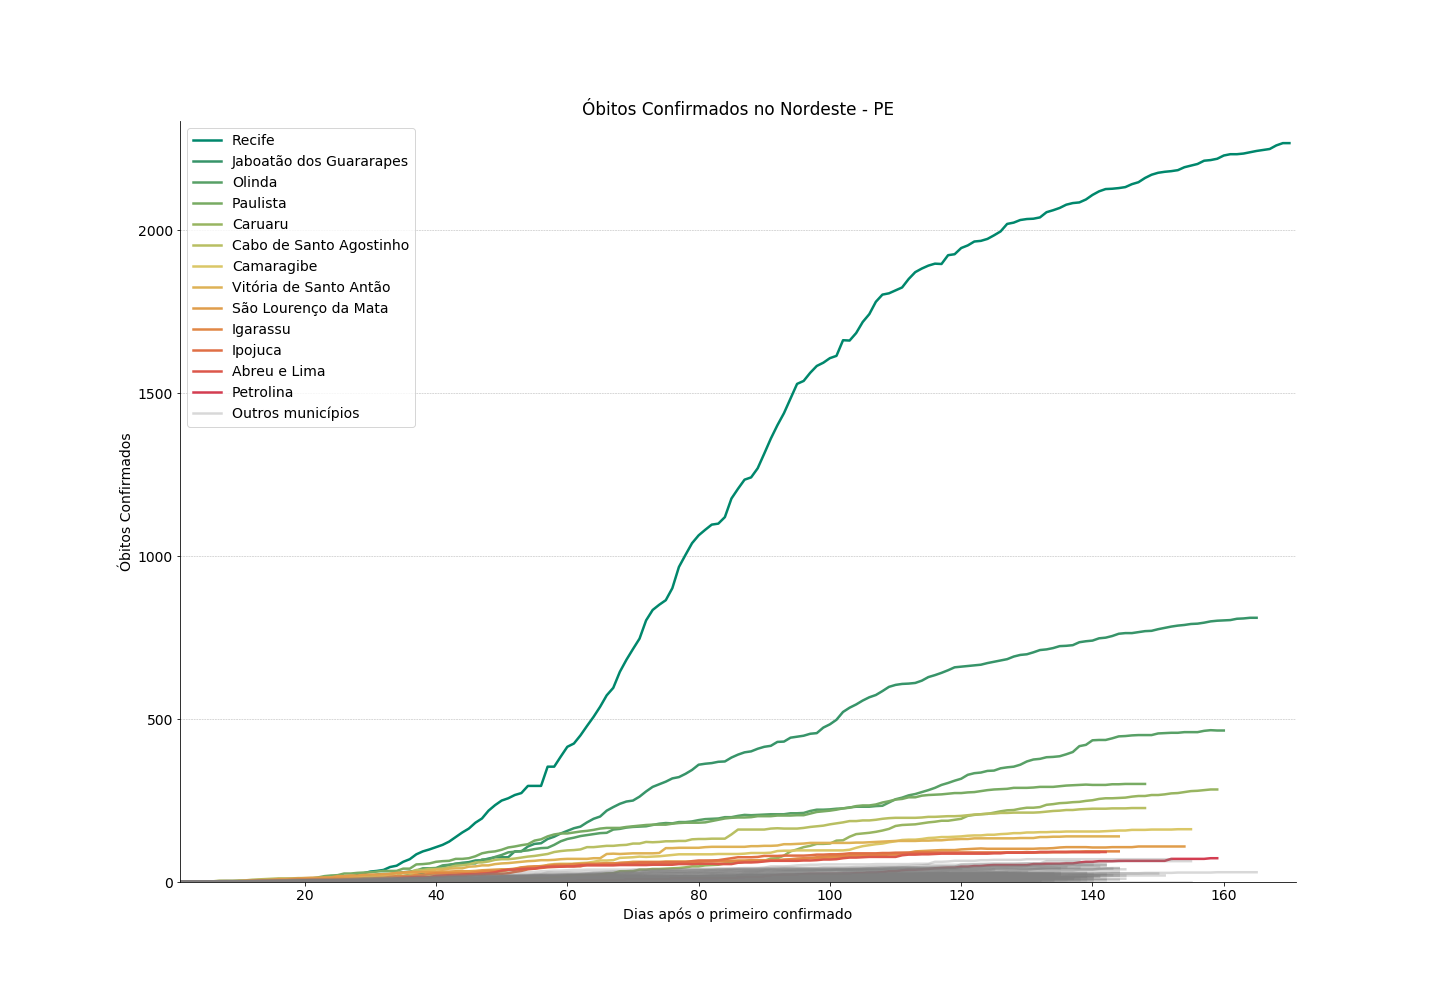 Óbitos Confirmados no Nordeste - PE
Recife
Jaboatão dos Guararapes
Olinda
Paulista
Caruaru
Cabo de Santo Agostinho
Camaragibe
Vitória de Santo Antão
São Lourenço da Mata
Igarassu
Ipojuca
Abreu e Lima
Petrolina
Outros municípios
2000
1500
1000
500
0
Óbitos Confirmados
20 40 60 80 100 120 140 160
Dias após o primeiro confirmado